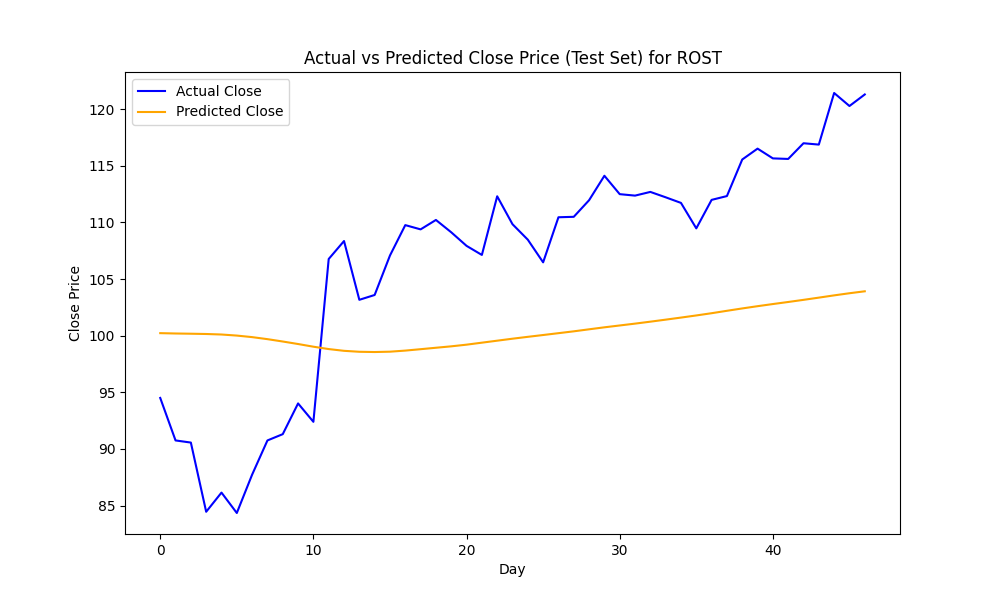 Actual vs Predicted Close Price (Test Set) for ROST
Actual Close
Predicted Close
120
115
110
105
100
95
90
85
Close Price
0 10 20 30 40
Day